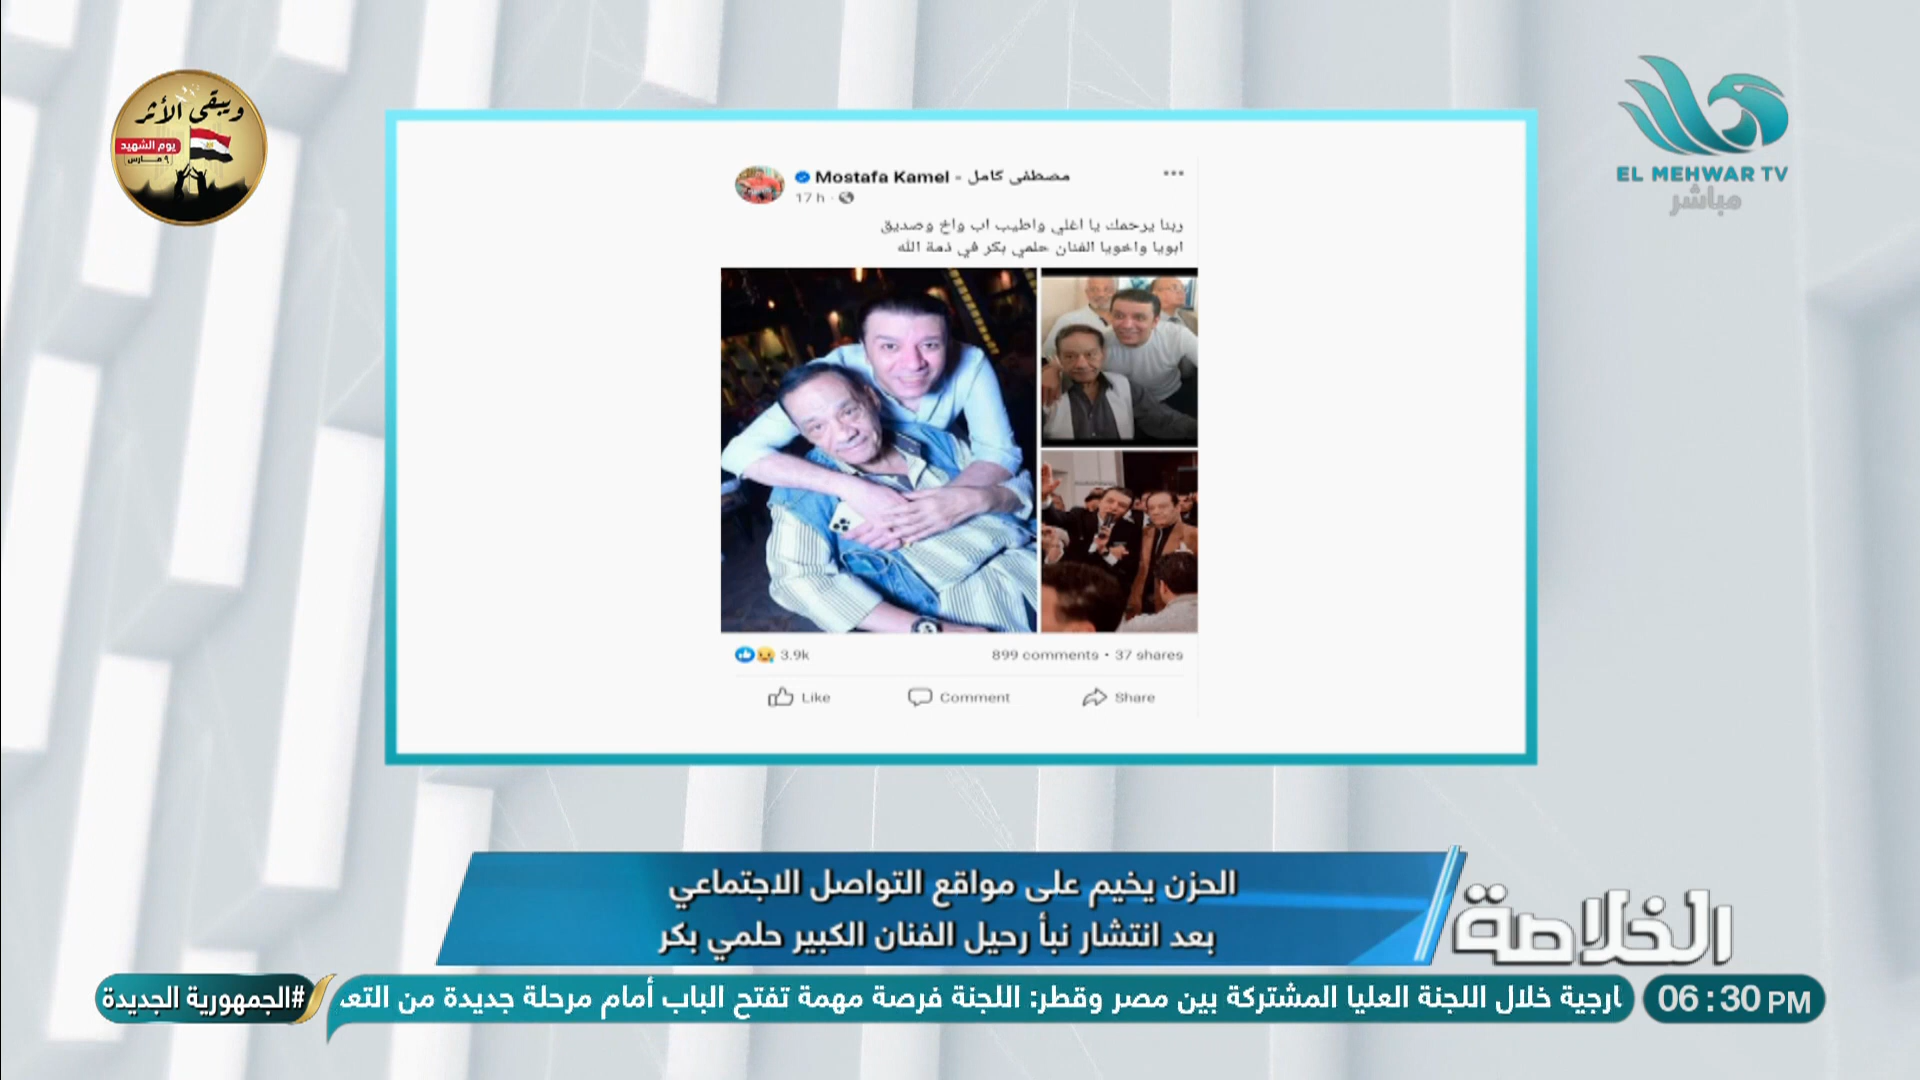 ويبقى الأثر
يوم الشهيد
٩ مارس
EL MEHWAR TV
مباشر
Mostafa Kamel - مصطفى كامل
17 h
ربنا يرحمك يا اغلي واطيب اب واخ وصديق
ابويا واخويا الفنان حلمي بكر في ذمة الله
3.9k
899 comments • 37 shares
Like
Comment
Share
الحزن يخيم على مواقع التواصل الاجتماعي
بعد انتشار نبأ رحيل الفنان الكبير حلمي بكر
الخلاصة
06:30 PM
ارجية خلال اللجنة العليا المشتركة بين مصر وقطر: اللجنة فرصة مهمة تفتح الباب أمام مرحلة جديدة من التع
#الجمهورية الجديدة